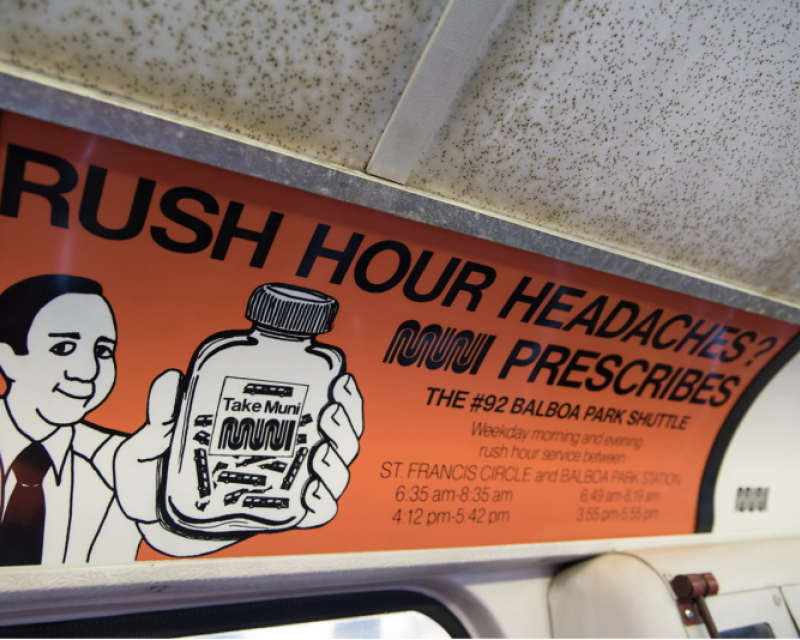 RUSH HOUR HEADACHES?
MUNI PRESCRIBES
THE #92 BALBOA PARK SHUTTLE
Weekday morning and evening
rush hour service between:
ST. FRANCIS CIRCLE and BALBOA PARK STATION
6:35 am-8:35 am 6:49 am-8:19 am
4:12 pm-5:42 pm 3:55 pm-5:55 pm
Take Muni
MUNI
MUNI